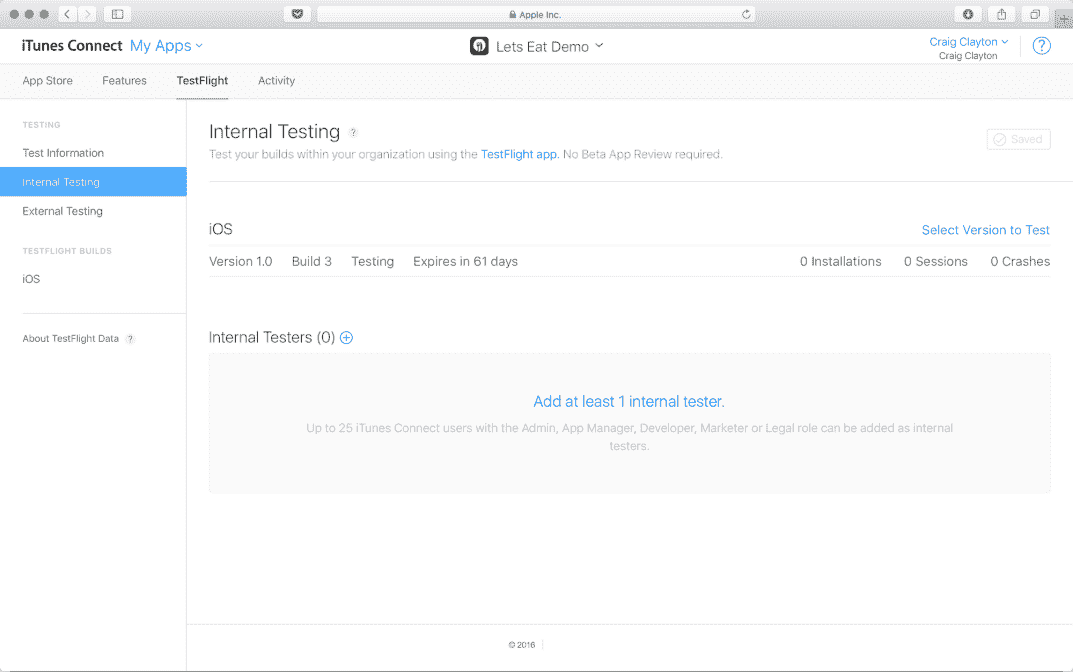 Apple Inc.
iTunes Connect My Apps
Lets Eat Demo
Craig Clayton
Craig Clayton
?
App Store Features TestFlight Activity
TESTING
Test Information
Internal Testing
External Testing
TESTFLIGHT BUILDS
iOS
About TestFlight Data ?
Internal Testing ?
Test your builds within your organization using the TestFlight app. No Beta App Review required.
Saved
iOS
Select Version to Test
Version 1.0 Build 3 Testing Expires in 61 days 0 Installations 0 Sessions 0 Crashes
Internal Testers (0)
Add at least 1 internal tester.
Up to 25 iTunes Connect users with the Admin, App Manager, Developer, Marketer or Legal role can be added as internal
testers.
© 2016